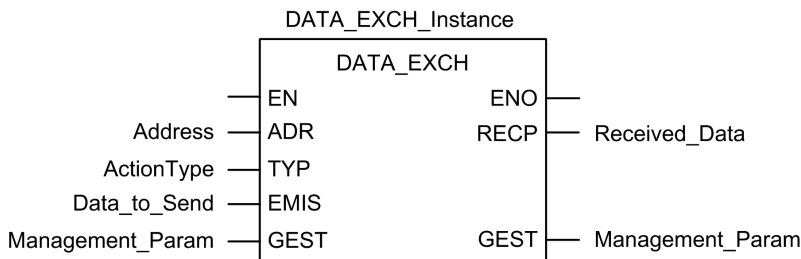 DATA_EXCH_Instance
DATA_EXCH
EN ENO
Address ADR RECP Received_Data
ActionType TYP
Data_to_Send EMIS
Management_Param GEST GEST Management_Param